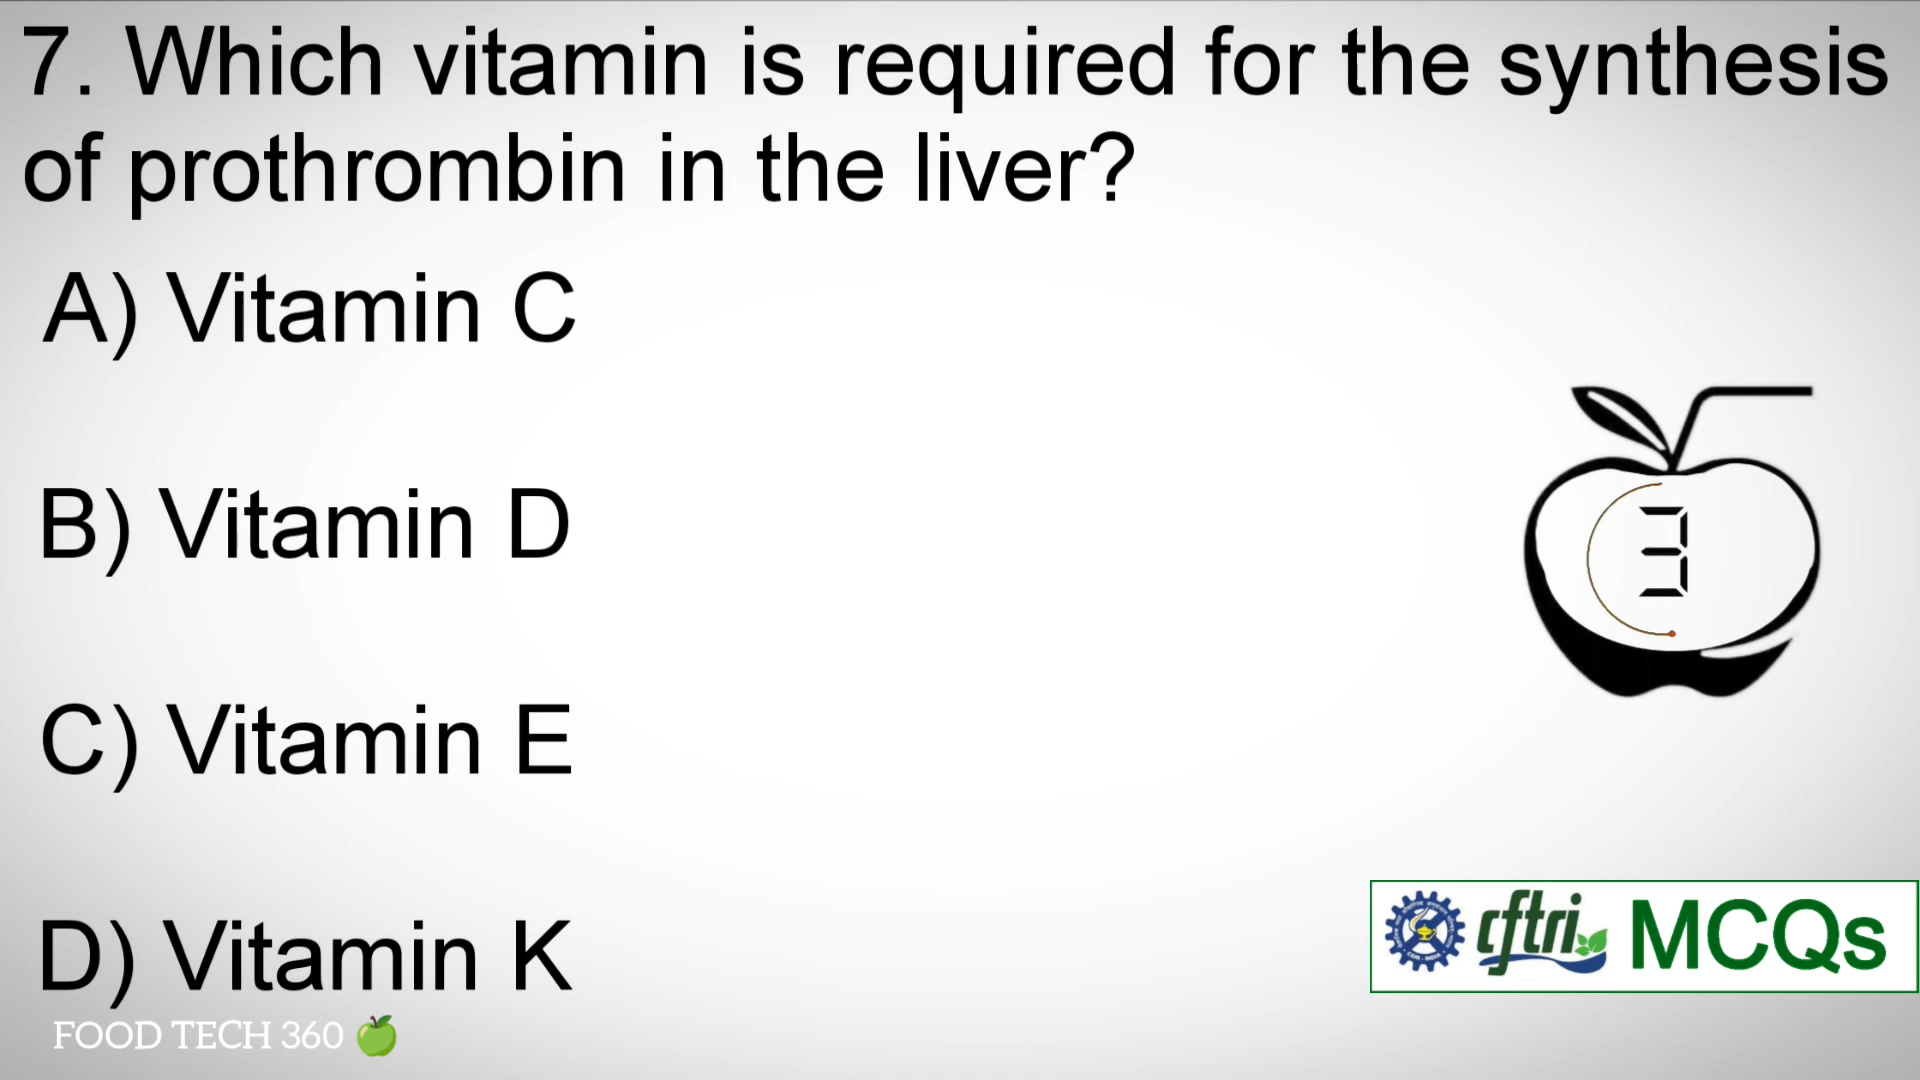 7. Which vitamin is required for the synthesis
of prothrombin in the liver?
A) Vitamin C
B) Vitamin D
3
C) Vitamin E
D) Vitamin K
cftri MCQs
FOOD TECH 360